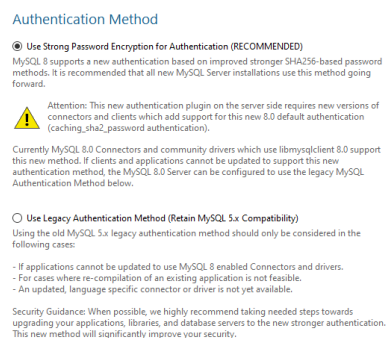 Authentication Method
Use Strong Password Encryption for Authentication (RECOMMENDED)
MySQL 8 supports a new authentication based on improved stronger SHA256-based password
methods. It is recommended that all new MySQL Server installations use this method going
forward.
Attention: This new authentication plugin on the server side requires new versions of
connectors and clients which add support for this new 8.0 default authentication
(caching_sha2_password authentication).
Currently MySQL 8.0 Connectors and community drivers which use libmysqlclient 8.0 support
this new method. If clients and applications cannot be updated to support this new
authentication method, the MySQL 8.0 Server can be configured to use the legacy MySQL
Authentication Method below.
Use Legacy Authentication Method (Retain MySQL 5.x Compatibility)
Using the old MySQL 5.x legacy authentication method should only be considered in the
following cases:
- If applications cannot be updated to use MySQL 8 enabled Connectors and drivers.
- For cases where re-compilation of an existing application is not feasible.
- An updated, language specific connector or driver is not yet available.
Security Guidance: When possible, we highly recommend taking needed steps towards
upgrading your applications, libraries, and database servers to the new stronger authentication.
This new method will significantly improve your security.